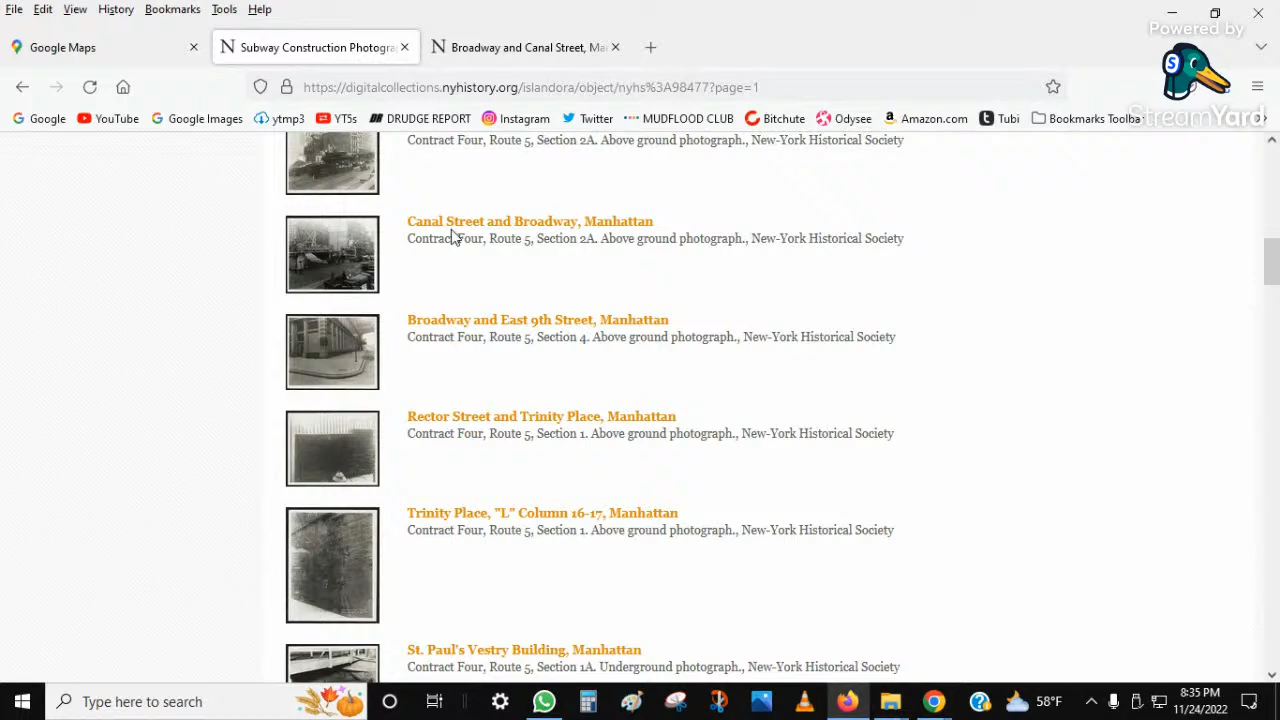 File Edit View History Bookmarks Tools Help
Powered by
Google Maps
Subway Construction Photogra
Broadway and Canal Street, Ma
https://digitalcollections.nyhistory.org/islandora/object/nyhs%3A98477?page=1
StreamYard
Google YouTube Google Images ytmp3 YT5s DRUDGE REPORT Instagram Twitter MUDFLOOD CLUB Bitchute Odysee Amazon.com Tubi Bookmarks Toolba
Contract Four, Route 5, Section 2A. Above ground photograph., New-York Historical Society
Canal Street and Broadway, Manhattan
Contract Four, Route 5, Section 2A. Above ground photograph., New-York Historical Society
Broadway and East 9th Street, Manhattan
Contract Four, Route 5, Section 4. Above ground photograph., New-York Historical Society
Rector Street and Trinity Place, Manhattan
Contract Four, Route 5, Section 1. Above ground photograph., New-York Historical Society
Trinity Place, "L" Column 16-17, Manhattan
Contract Four, Route 5, Section 1. Above ground photograph., New-York Historical Society
St. Paul's Vestry Building, Manhattan
Contract Four, Route 5, Section 1A. Underground photograph., New-York Historical Society
Type here to search
58°F
8:35 PM
11/24/2022